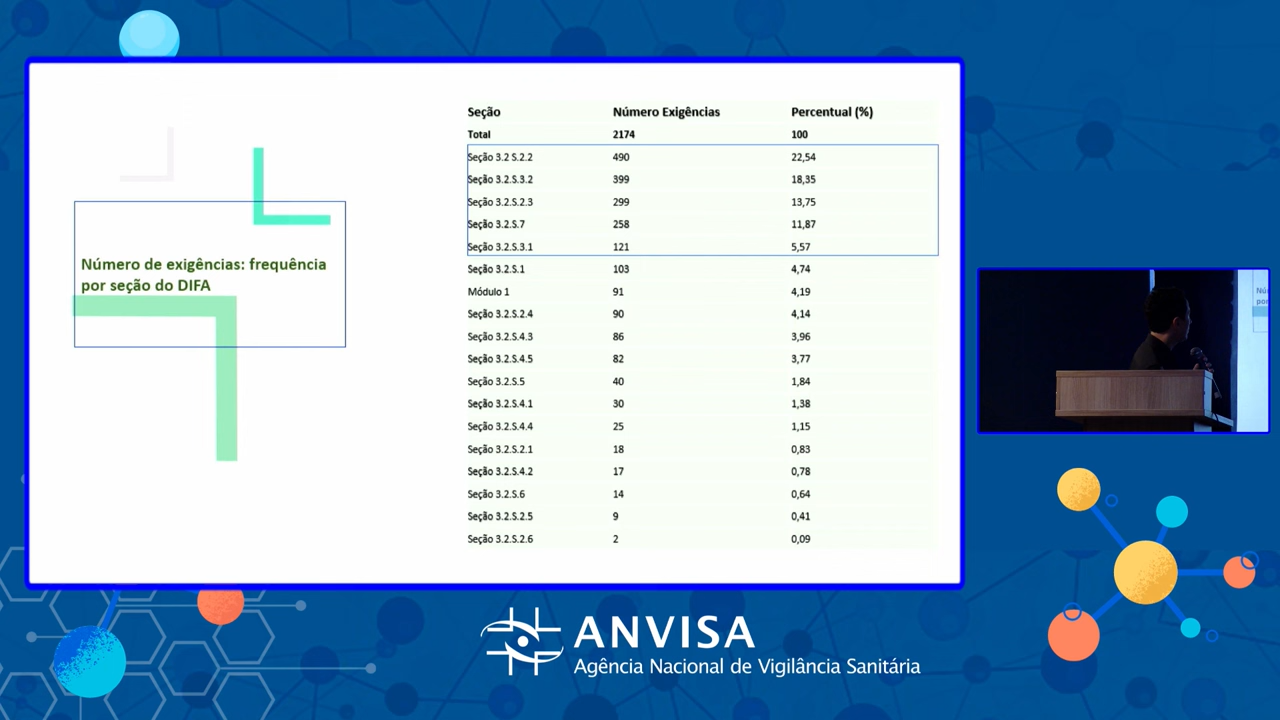 Número de exigências: frequência
por seção do DIFA
Seção Número Exigências Percentual (%)
Total 2174 100
Seção 3.2 S.2.2 490 22,54
Seção 3.2.S.3.2 399 18,35
Seção 3.2.S.2.3 299 13,75
Seção 3.2.S.7 258 11,87
Seção 3.2.S.3.1 121 5,57
Seção 3.2.S.1 103 4,74
Módulo 1 91 4,19
Seção 3.2.S.2.4 90 4,14
Seção 3.2.S.4.3 86 3,96
Seção 3.2.S.4.5 82 3,77
Seção 3.2.S.5 40 1,84
Seção 3.2.S.4.1 30 1,38
Seção 3.2.S.4.4 25 1,15
Seção 3.2.S.2.1 18 0,83
Seção 3.2.S.4.2 17 0,78
Seção 3.2.S.6 14 0,64
Seção 3.2.S.2.5 9 0,41
Seção 3.2.S.2.6 2 0,09
ANVISA
Agência Nacional de Vigilância Sanitária